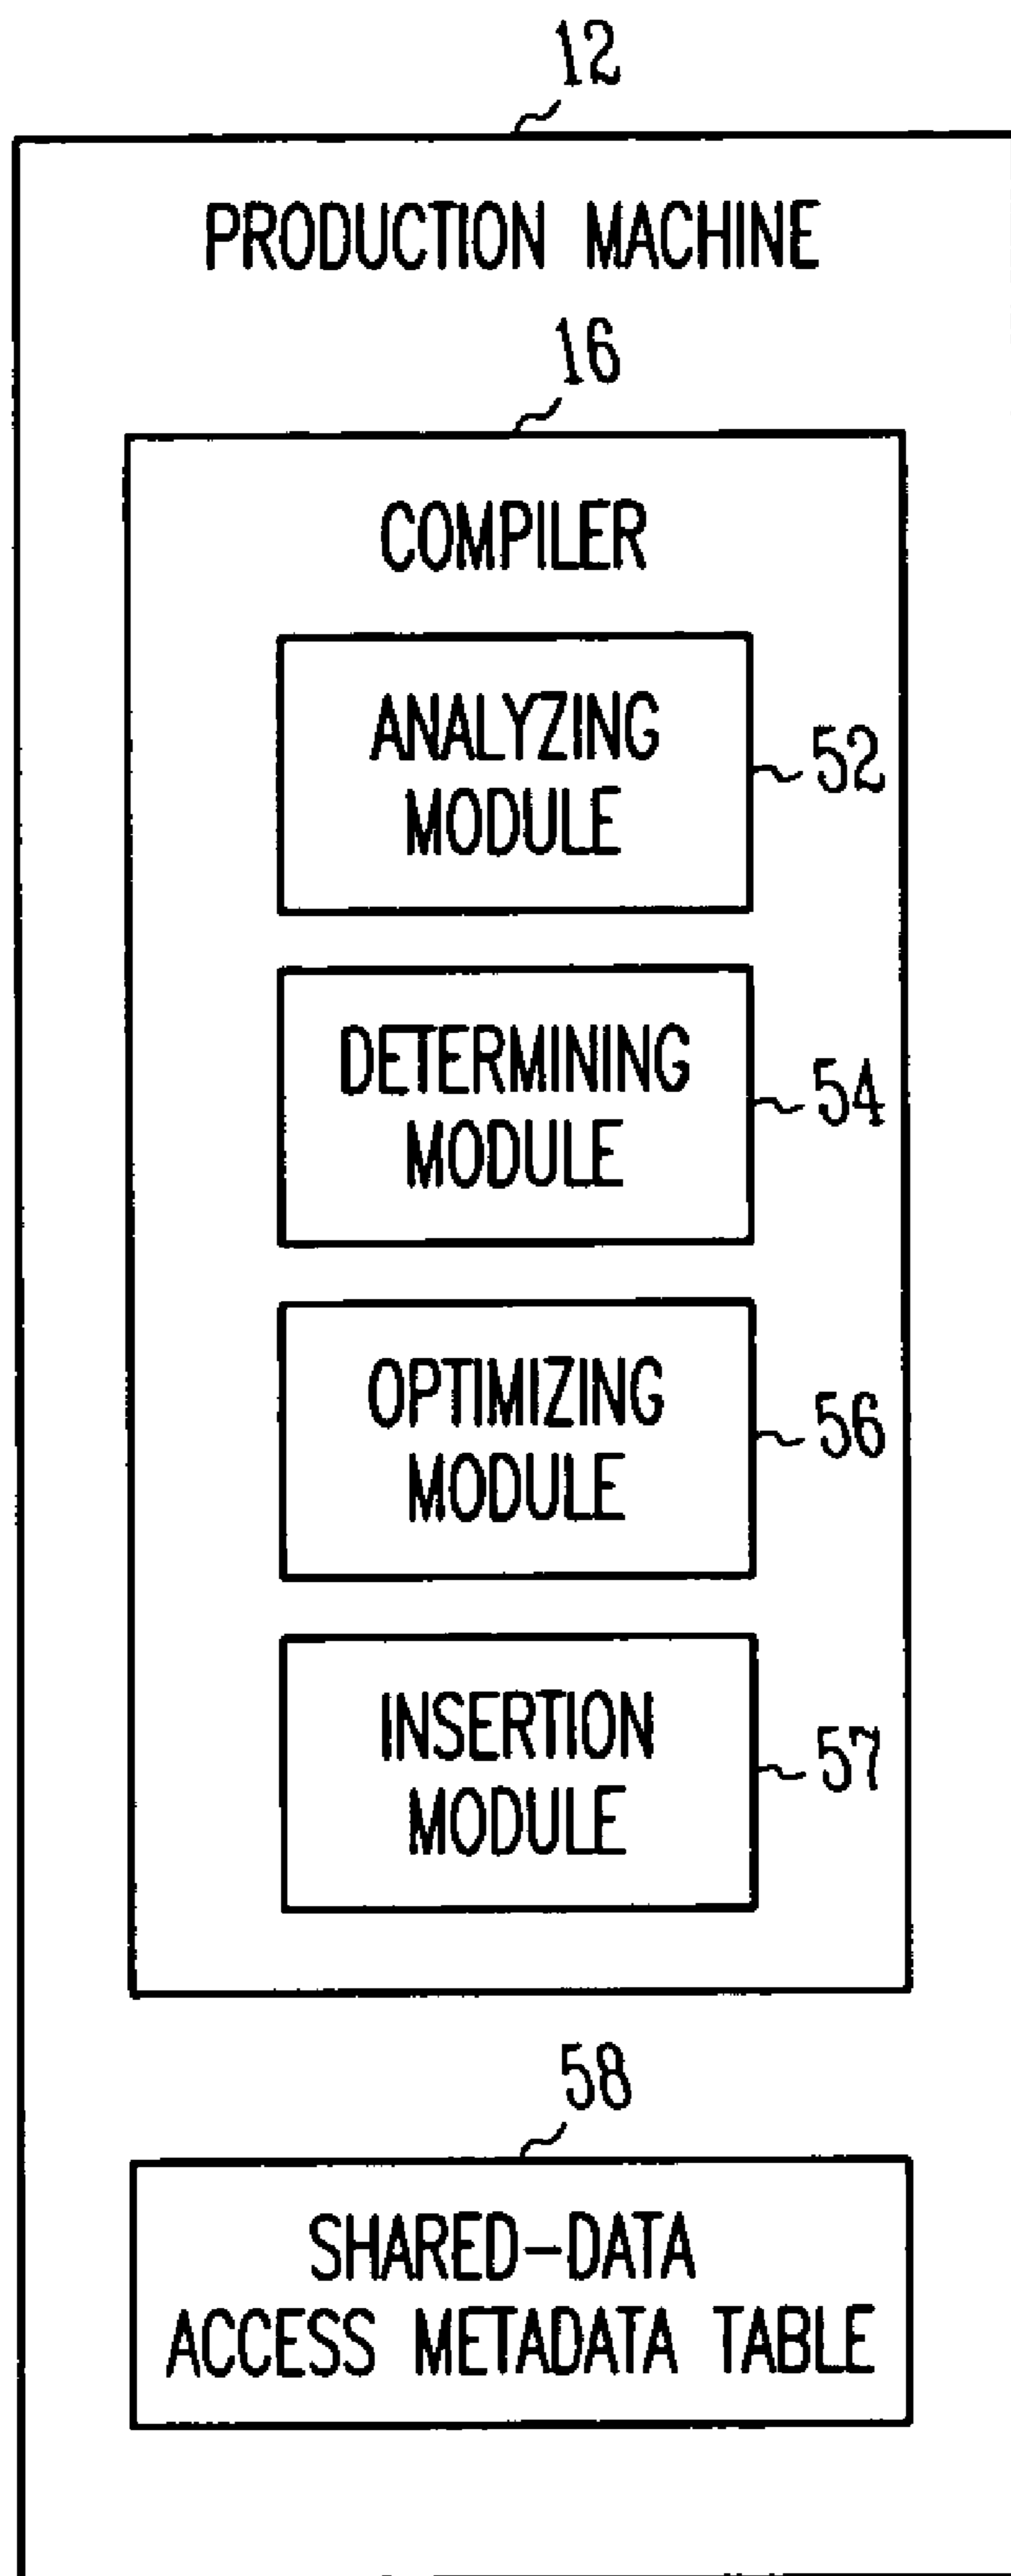 12
PRODUCTION MACHINE
16
COMPILER
ANALYZING
MODULE
52
DETERMINING
MODULE
54
OPTIMIZING
MODULE
56
INSERTION
MODULE
57
58
SHARED-DATA
ACCESS METADATA TABLE